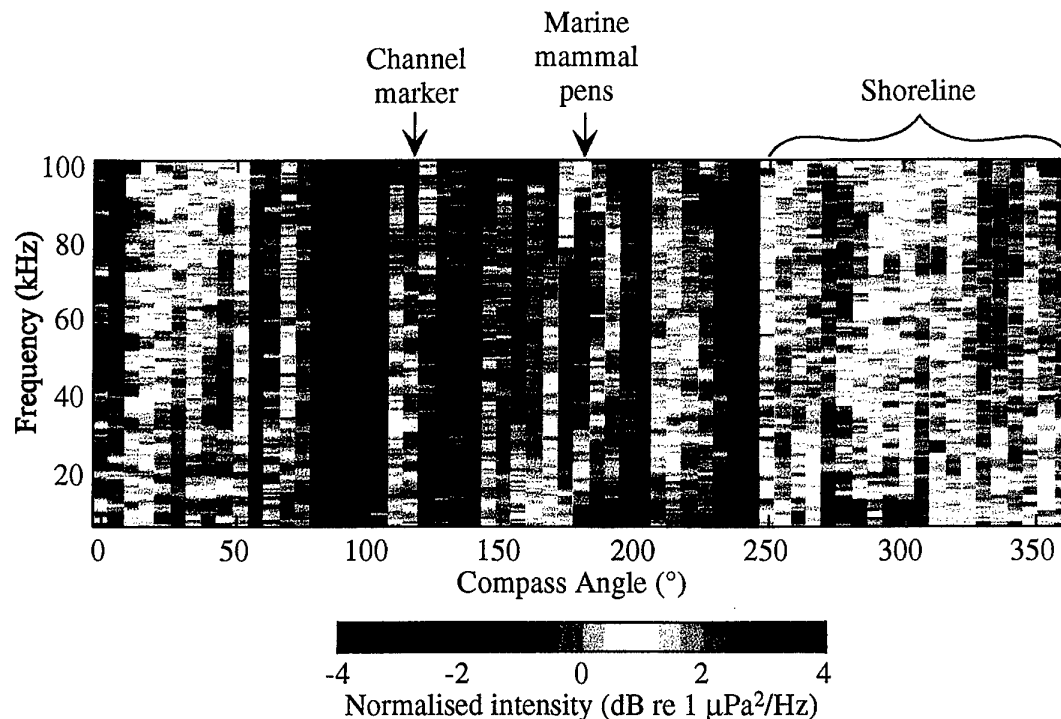 Channel
marker
Marine
mammal
pens
Shoreline
Frequency (kHz)
100
80
60
40
20
0 50 100 150 200 250 300 350
Compass Angle (°)
-4 -2 0 2 4
Normalised intensity (dB re 1 μPa²/Hz)